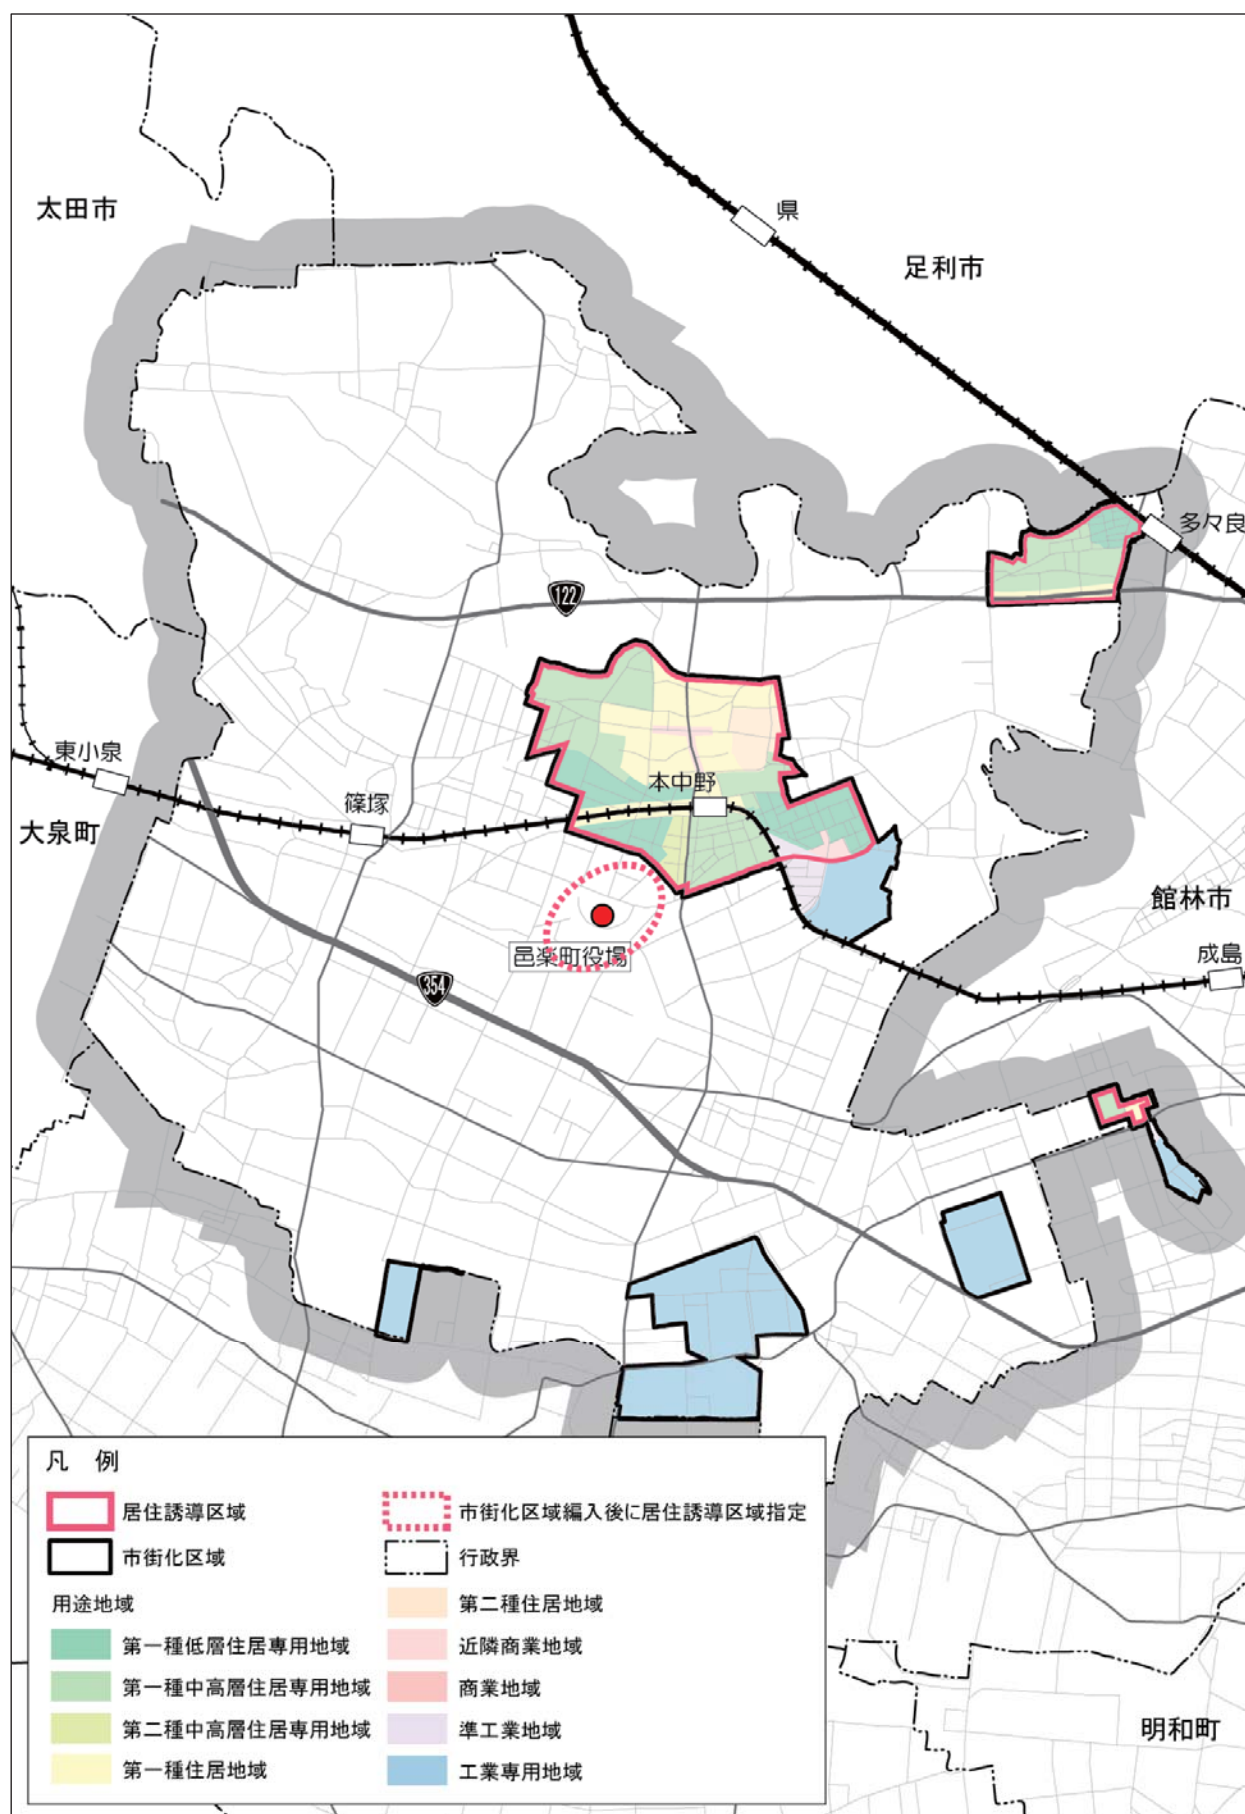 太田市
県
足利市
多々良
122
東小泉
本中野
篠塚
大泉町
館林市
成島
邑楽町役場
354
凡 例
居住誘導区域
市街化区域編入後に居住誘導区域指定
市街化区域
行政界
用途地域
第二種住居地域
第一種低層住居専用地域
近隣商業地域
第一種中高層住居専用地域
商業地域
第二種中高層住居専用地域
準工業地域
第一種住居地域
工業専用地域
明和町